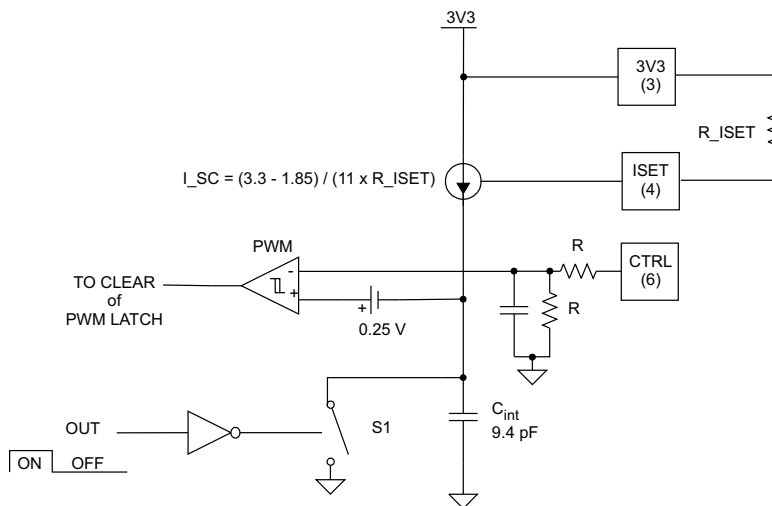 3V3
3V3
(3)
R_ISET
I_SC = (3.3 - 1.85) / (11 x R_ISET)
ISET
(4)
PWM
R
CTRL
(6)
-
+
TO CLEAR
of
PWM LATCH
+
0.25 V
R
OUT
S1
Cint
9.4 pF
ON OFF